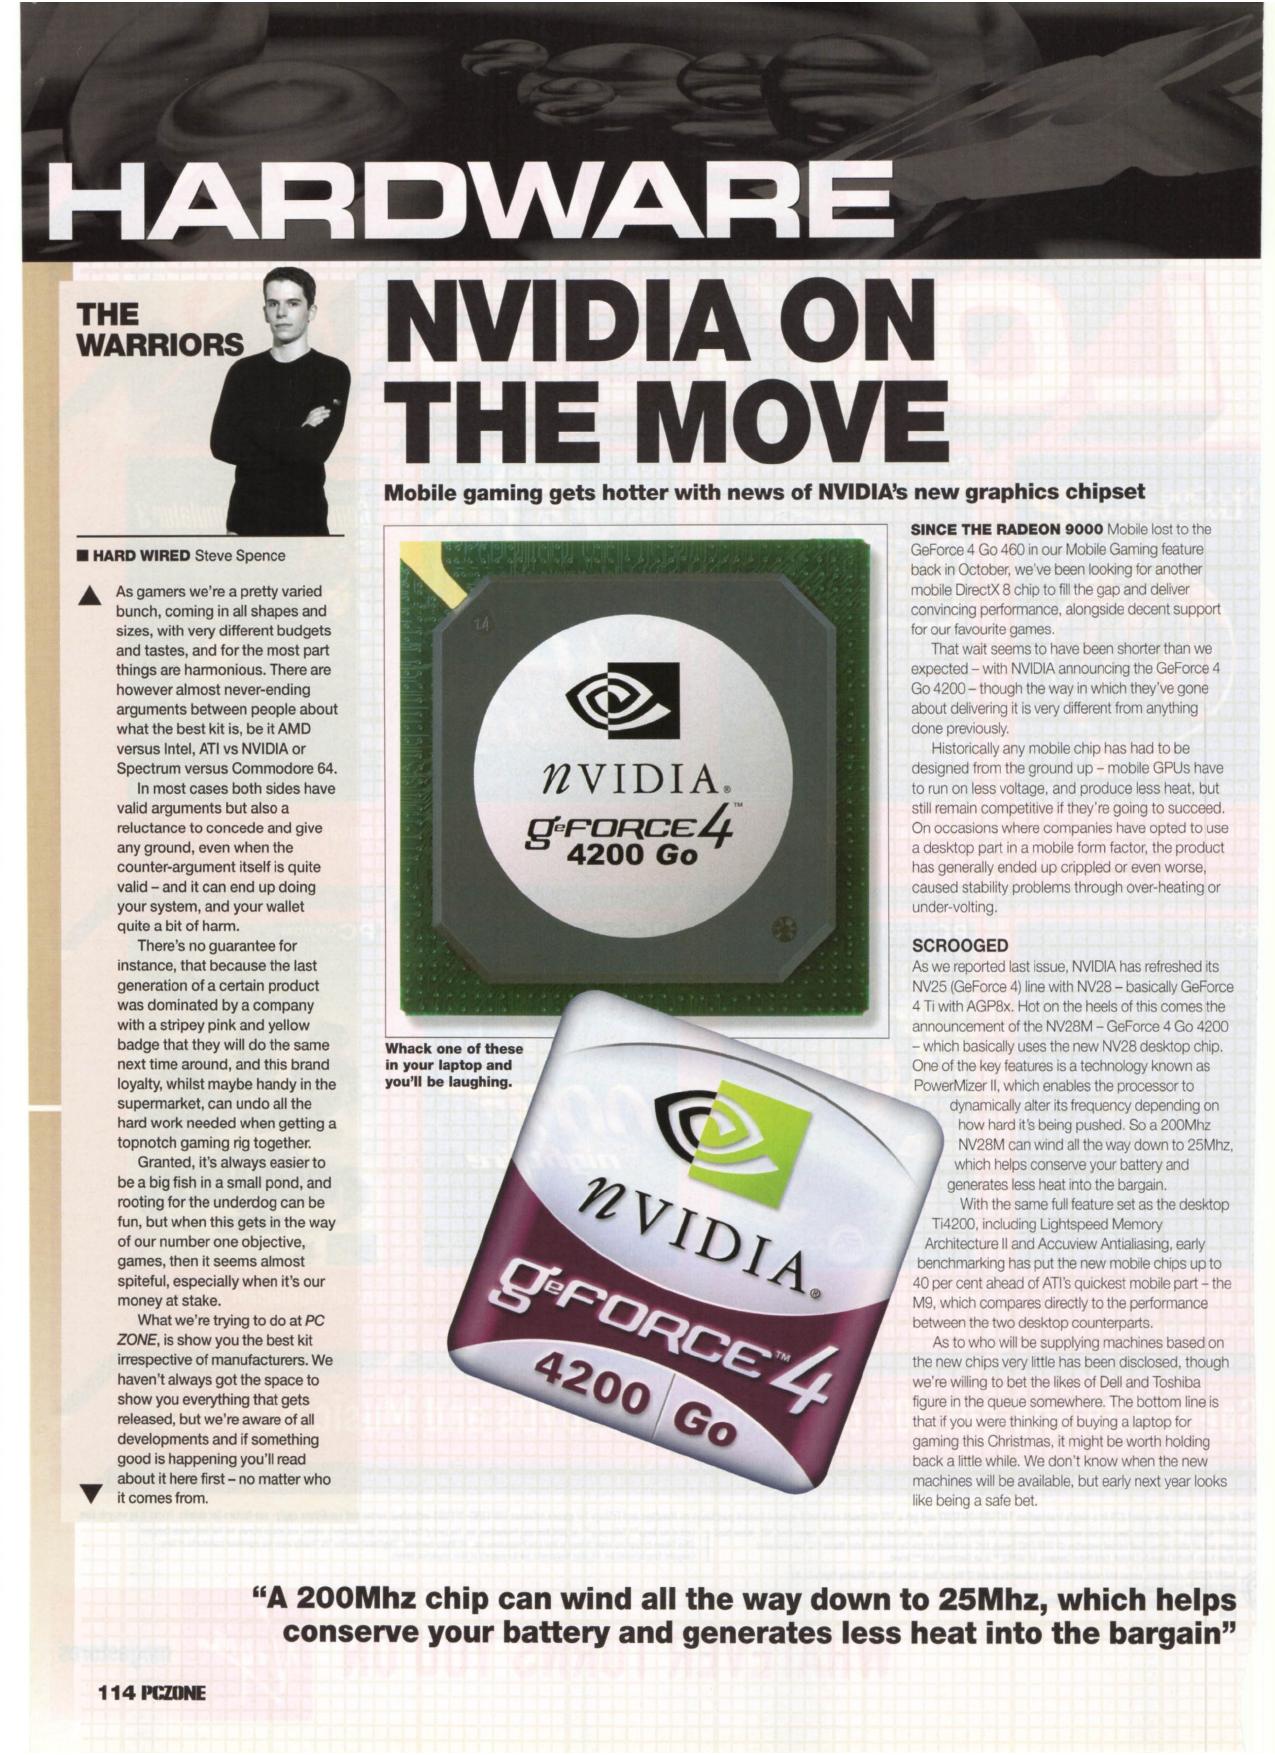 HARDWARE
THE
WARRIORS
■ HARD WIRED Steve Spence
▲ As gamers we're a pretty varied
bunch, coming in all shapes and
sizes, with very different budgets
and tastes, and for the most part
things are harmonious. There are
however almost never-ending
arguments between people about
what the best kit is, be it AMD
versus Intel, ATI vs NVIDIA or
Spectrum versus Commodore 64.
In most cases both sides have
valid arguments but also a
reluctance to concede and give
any ground, even when the
counter-argument itself is quite
valid – and it can end up doing
your system, and your wallet
quite a bit of harm.
There's no guarantee for
instance, that because the last
generation of a certain product
was dominated by a company
with a stripey pink and yellow
badge that they will do the same
next time around, and this brand
loyalty, whilst maybe handy in the
supermarket, can undo all the
hard work needed when getting a
topnotch gaming rig together.
Granted, it's always easier to
be a big fish in a small pond, and
rooting for the underdog can be
fun, but when this gets in the way
of our number one objective,
games, then it seems almost
spiteful, especially when it's our
money at stake.
What we're trying to do at PC
ZONE, is show you the best kit
irrespective of manufacturers. We
haven't always got the space to
show you everything that gets
released, but we're aware of all
developments and if something
good is happening you'll read
about it here first – no matter who
▼ it comes from.
NVIDIA ON
THE MOVE
Mobile gaming gets hotter with news of NVIDIA's new graphics chipset
nVIDIA®
geFORCE4™
4200 Go
Whack one of these
in your laptop and
you'll be laughing.
nVIDIA®
geFORCE™4
4200 Go
SINCE THE RADEON 9000 Mobile lost to the
GeForce 4 Go 460 in our Mobile Gaming feature
back in October, we've been looking for another
mobile DirectX 8 chip to fill the gap and deliver
convincing performance, alongside decent support
for our favourite games.
That wait seems to have been shorter than we
expected – with NVIDIA announcing the GeForce 4
Go 4200 – though the way in which they've gone
about delivering it is very different from anything
done previously.
Historically any mobile chip has had to be
designed from the ground up – mobile GPUs have
to run on less voltage, and produce less heat, but
still remain competitive if they're going to succeed.
On occasions where companies have opted to use
a desktop part in a mobile form factor, the product
has generally ended up crippled or even worse,
caused stability problems through over-heating or
under-volting.
SCROOGED
As we reported last issue, NVIDIA has refreshed its
NV25 (GeForce 4) line with NV28 – basically GeForce
4 Ti with AGP8x. Hot on the heels of this comes the
announcement of the NV28M – GeForce 4 Go 4200
– which basically uses the new NV28 desktop chip.
One of the key features is a technology known as
PowerMizer II, which enables the processor to
dynamically alter its frequency depending on
how hard it's being pushed. So a 200Mhz
NV28M can wind all the way down to 25Mhz,
which helps conserve your battery and
generates less heat into the bargain.
With the same full feature set as the desktop
Ti4200, including Lightspeed Memory
Architecture II and Accuview Antialiasing, early
benchmarking has put the new mobile chips up to
40 per cent ahead of ATI's quickest mobile part – the
M9, which compares directly to the performance
between the two desktop counterparts.
As to who will be supplying machines based on
the new chips very little has been disclosed, though
we're willing to bet the likes of Dell and Toshiba
figure in the queue somewhere. The bottom line is
that if you were thinking of buying a laptop for
gaming this Christmas, it might be worth holding
back a little while. We don't know when the new
machines will be available, but early next year looks
like being a safe bet.
“A 200Mhz chip can wind all the way down to 25Mhz, which helps
conserve your battery and generates less heat into the bargain”
114 PCZONE